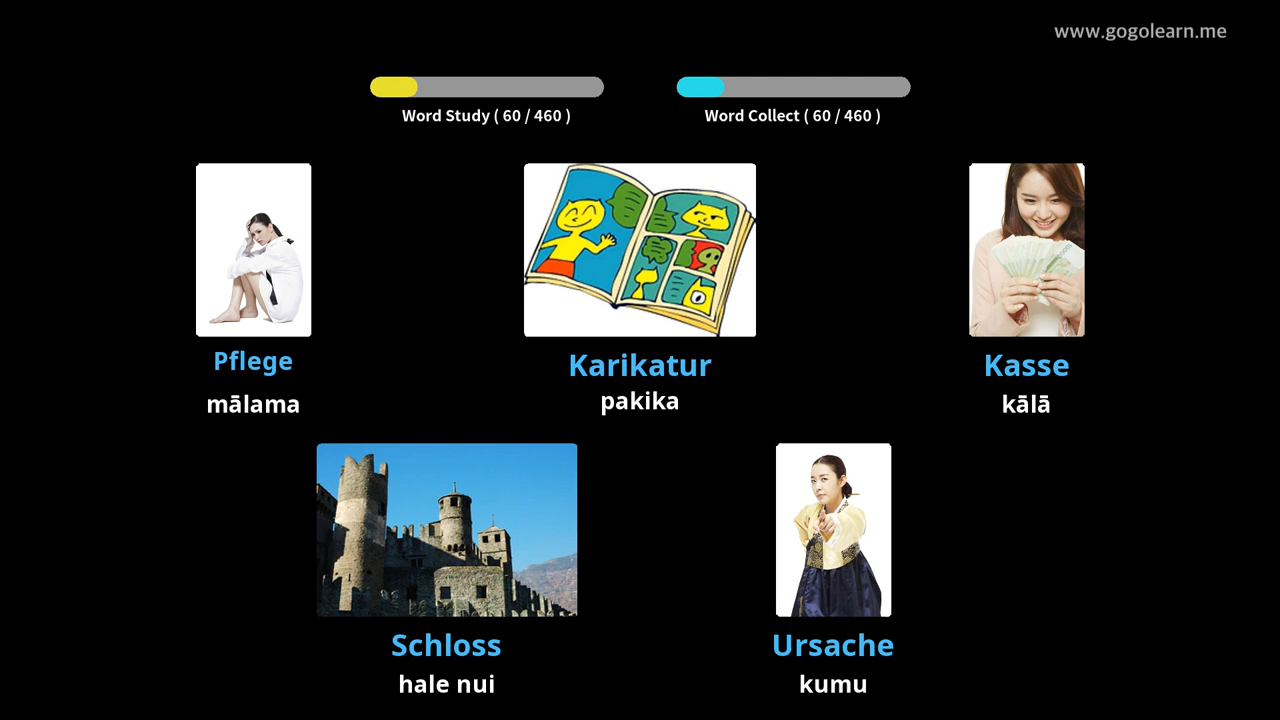 www.gogolearn.me
Word Study ( 60 / 460 )
Word Collect ( 60 / 460 )
Pflege
mālama
Karikatur
pakika
Kasse
kālā
Schloss
hale nui
Ursache
kumu